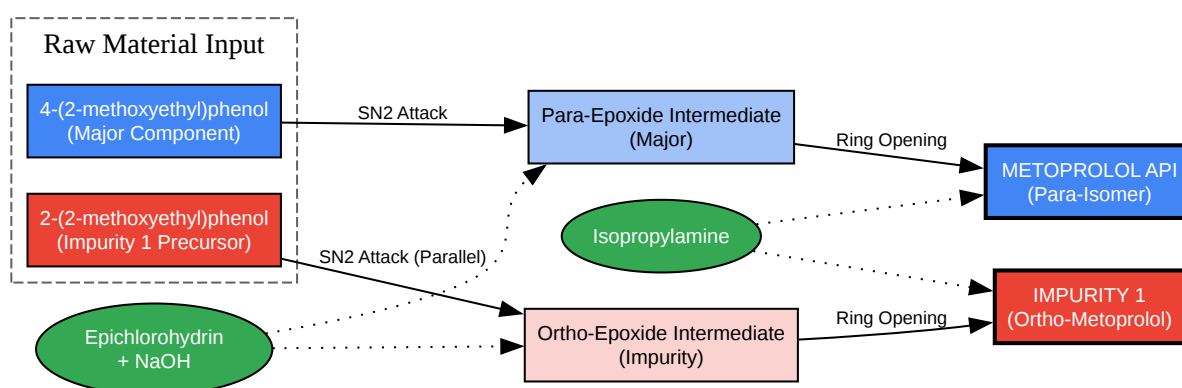 Raw Material Input
4-(2-methoxyethyl)phenol
(Major Component)
SN2 Attack
Para-Epoxide Intermediate
(Major)
Ring Opening
METOPROLOL API
(Para-Isomer)
2-(2-methoxyethyl)phenol
(Impurity 1 Precursor)
SN2 Attack (Parallel)
Isopropylamine
Epichlorohydrin
+ NaOH
Ortho-Epoxide Intermediate
(Impurity)
Ring Opening
IMPURITY 1
(Ortho-Metoprolol)